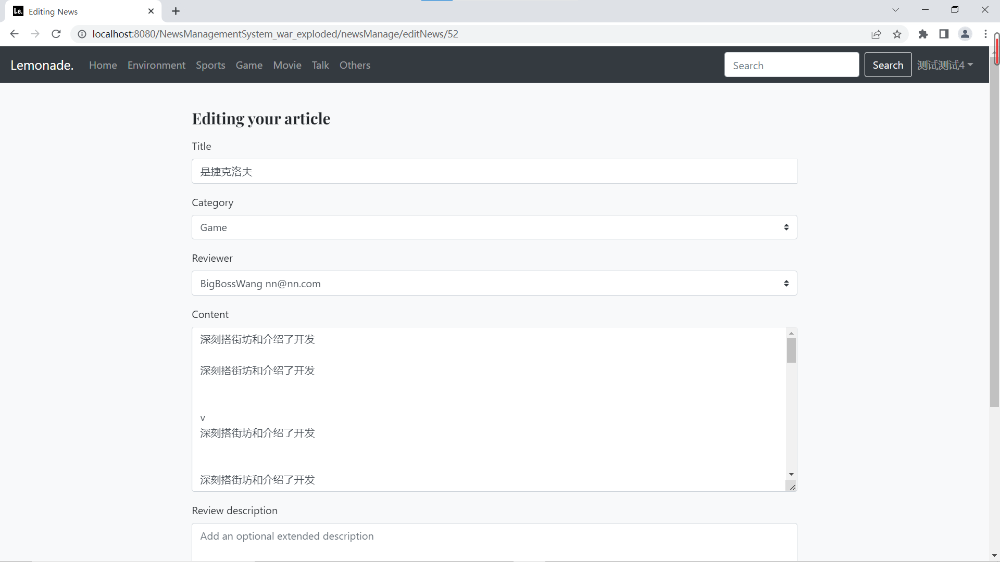 Le. Editing News
localhost:8080/NewsManagementSystem_war_exploded/newsManage/editNews/52
Lemonade. Home Environment Sports Game Movie Talk Others Search Search 测试测试4
Editing your article
Title
是捷克洛夫
Category
Game
Reviewer
BigBossWang nn@nn.com
Content
深刻搭街坊和介绍了开发
深刻搭街坊和介绍了开发
v
深刻搭街坊和介绍了开发
深刻搭街坊和介绍了开发
Review description
Add an optional extended description